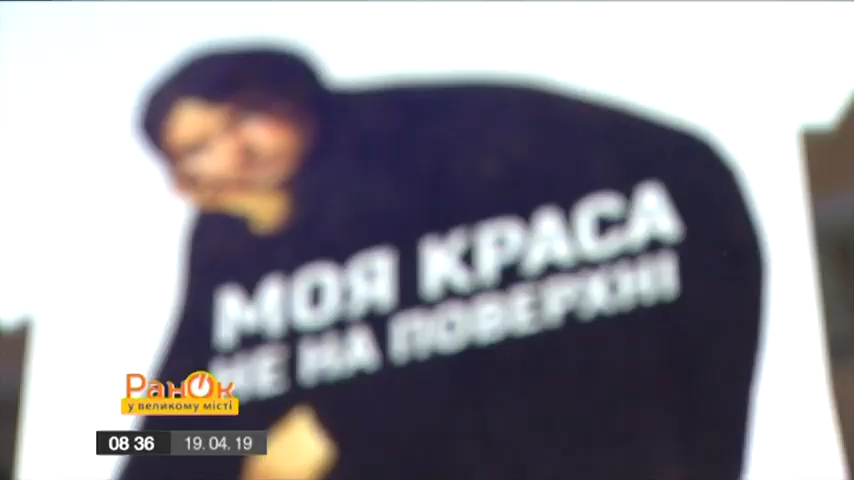 МОЯ КРАСА
НЕ НА ПОВЕРХНІ
РанОк
у великому місті
08 36
19.04.19